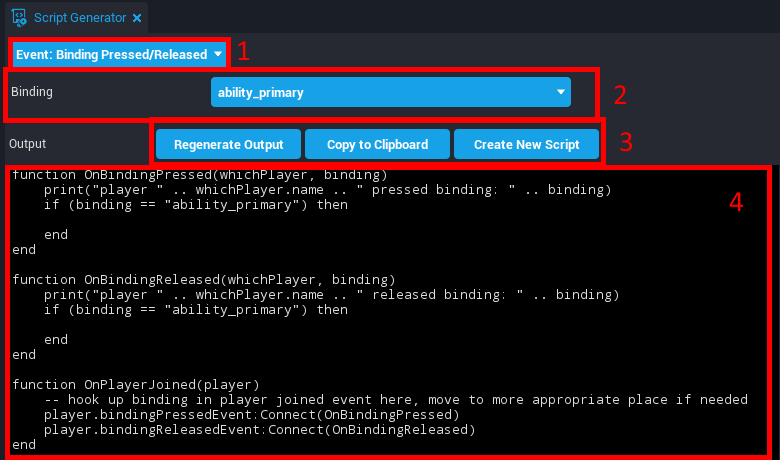 Script Generator
Event: Binding Pressed/Released 1
Binding ability_primary 2
Output Regenerate Output Copy to Clipboard Create New Script 3
function OnBindingPressed(whichPlayer, binding) 4
    print("player " .. whichPlayer.name .. " pressed binding: " .. binding)
    if (binding == "ability_primary") then
    end
end
function OnBindingReleased(whichPlayer, binding)
    print("player " .. whichPlayer.name .. " released binding: " .. binding)
    if (binding == "ability_primary") then
    end
end
function OnPlayerJoined(player)
    -- hook up binding in player joined event here, move to more appropriate place if needed
    player.bindingPressedEvent:Connect(OnBindingPressed)
    player.bindingReleasedEvent:Connect(OnBindingReleased)
end